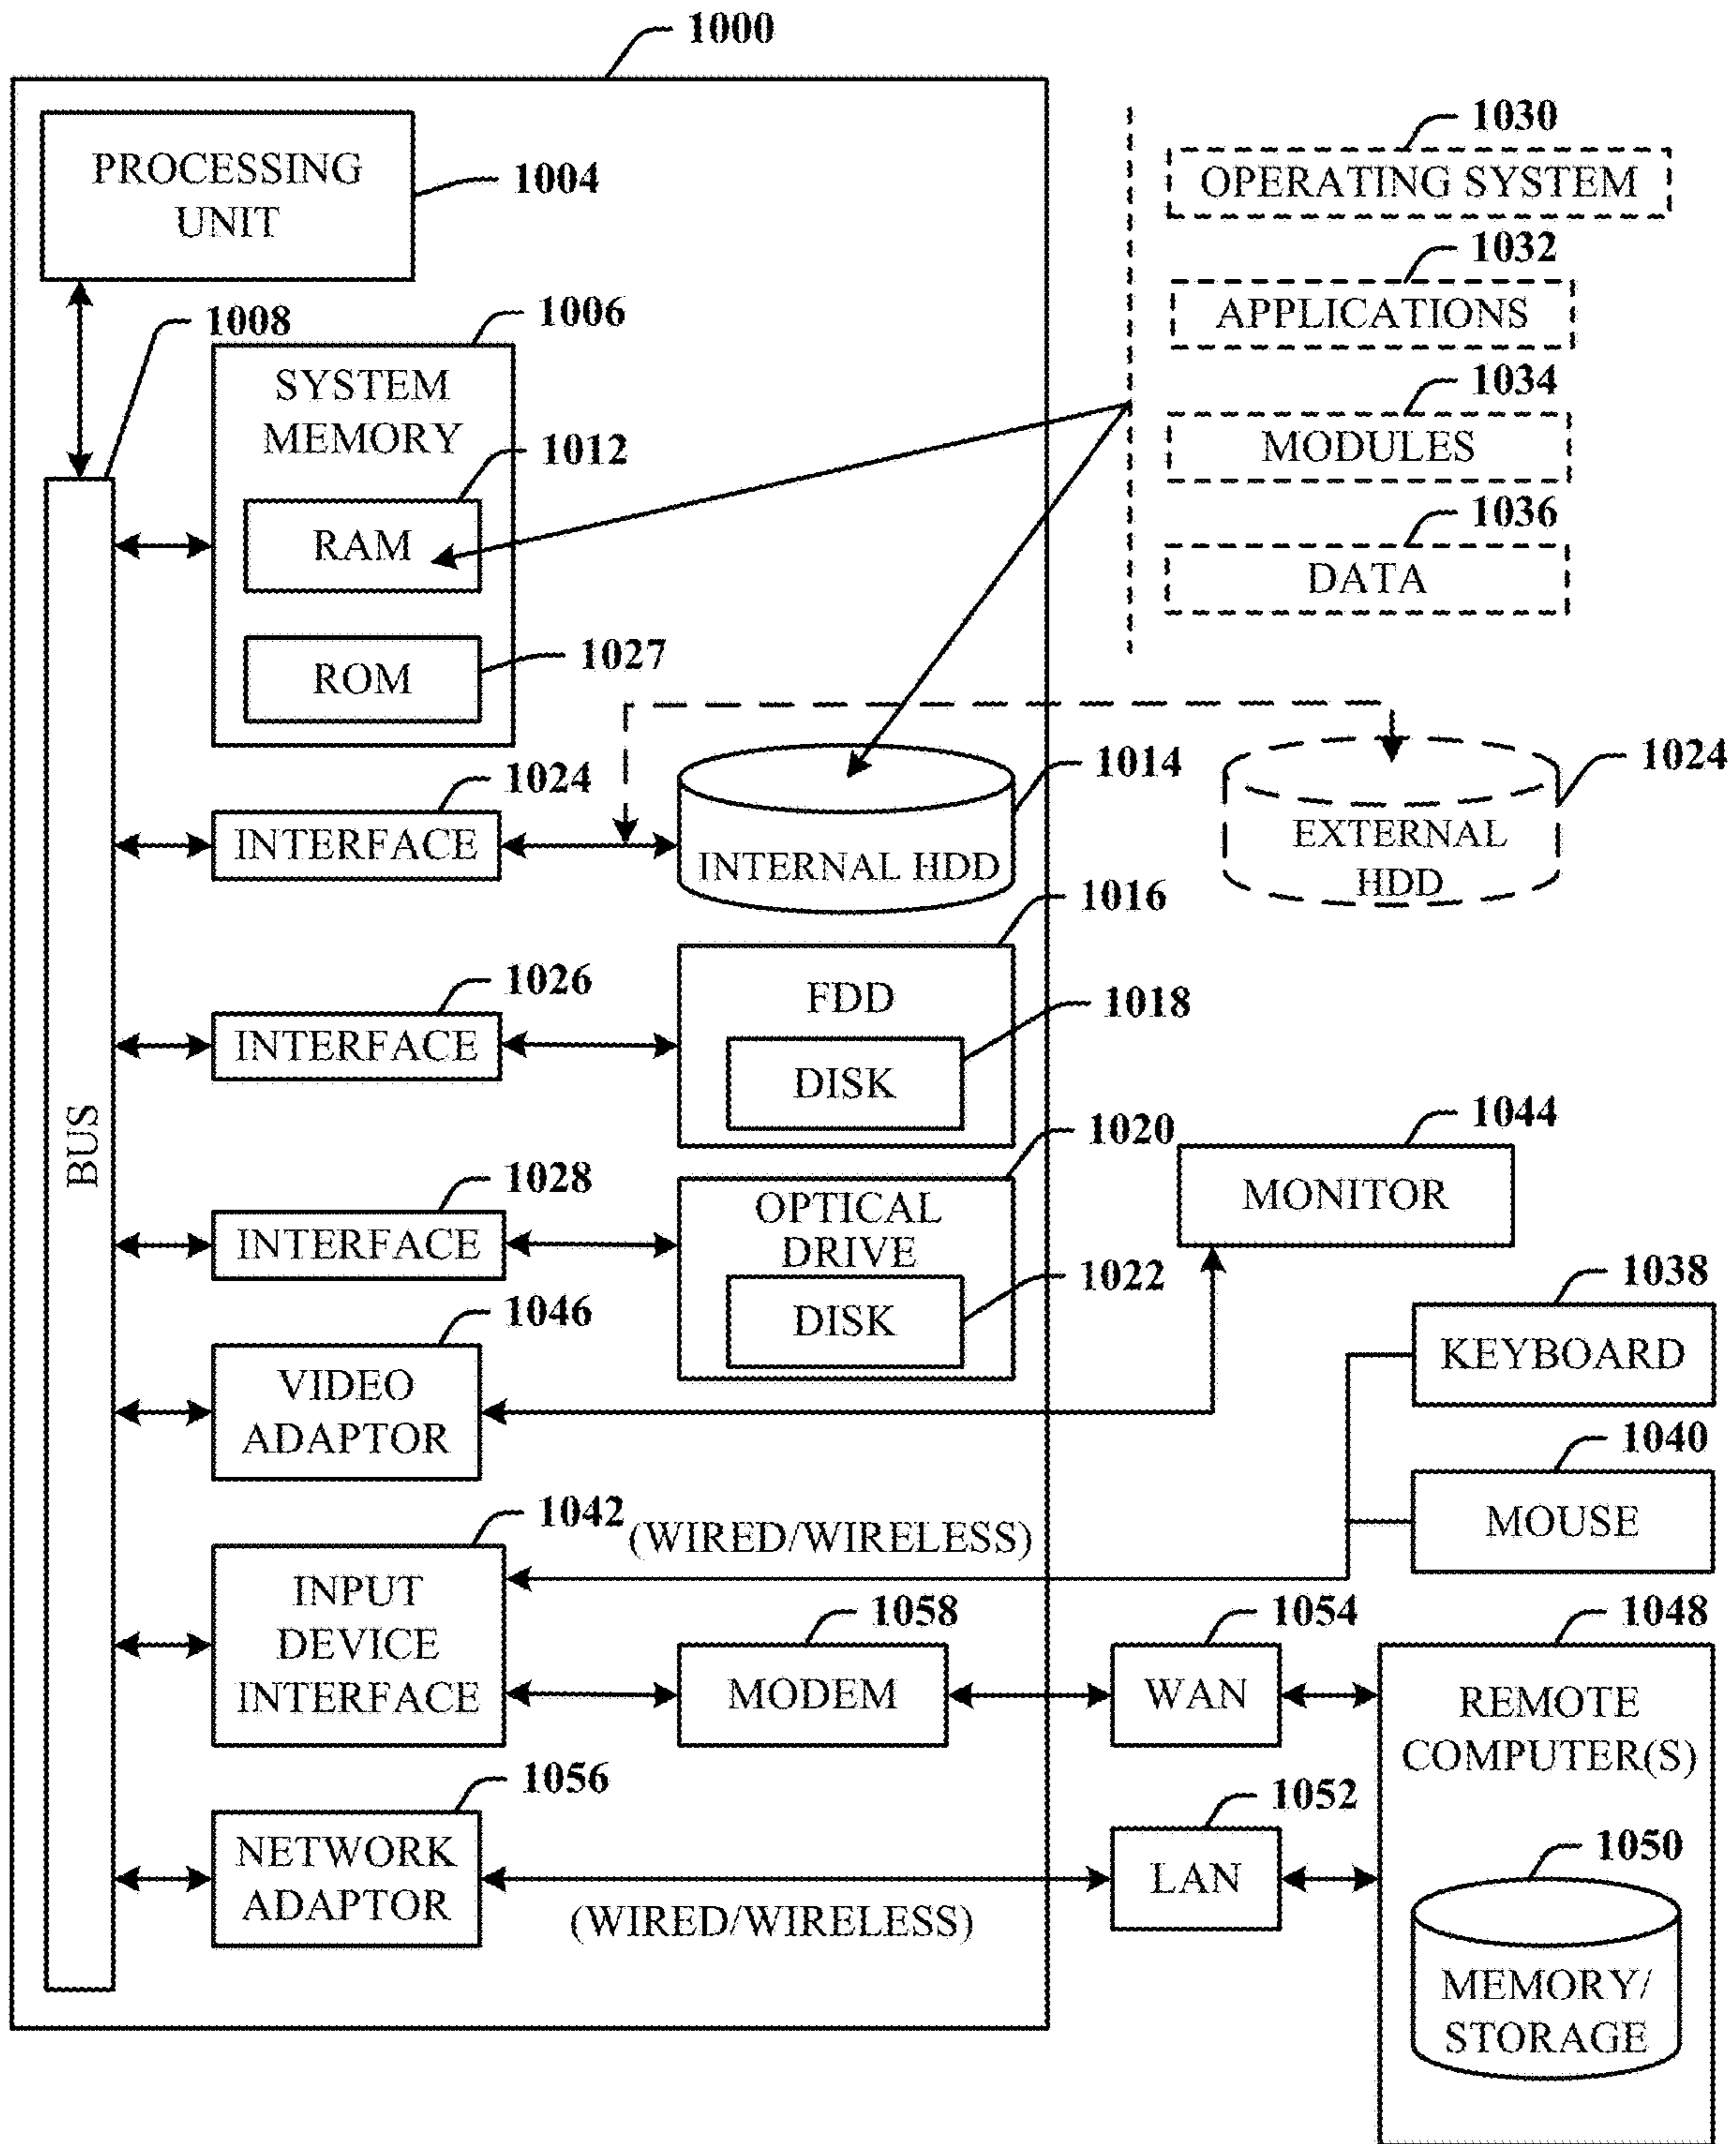 1000
PROCESSING
UNIT
1004
1030
OPERATING SYSTEM
1032
APPLICATIONS
1034
MODULES
1036
DATA
1008
1006
SYSTEM
MEMORY
1012
RAM
1027
ROM
1024
INTERFACE
1014
INTERNAL HDD
1024
EXTERNAL
HDD
1026
INTERFACE
1016
FDD
1018
DISK
BUS
1028
INTERFACE
1020
OPTICAL
DRIVE
1022
DISK
1044
MONITOR
1046
VIDEO
ADAPTOR
1038
KEYBOARD
1040
MOUSE
1042
(WIRED/WIRELESS)
INPUT
DEVICE
INTERFACE
1058
MODEM
1054
WAN
1048
REMOTE
COMPUTER(S)
1056
NETWORK
ADAPTOR
(WIRED/WIRELESS)
1052
LAN
1050
MEMORY/
STORAGE